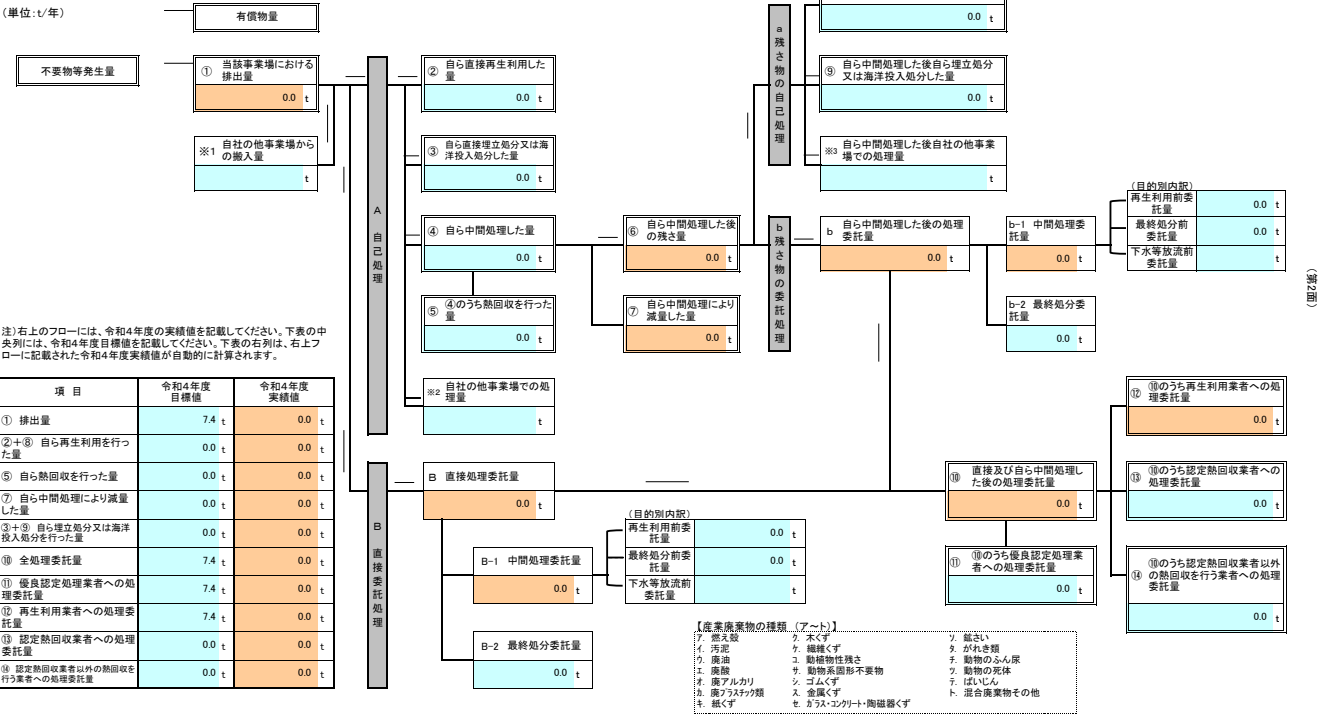 (単位:t/年)
有償物量
0.0 t
不要物等発生量
① 当該事業場における
排出量
0.0 t
※1 自社の他事業場から
の搬入量
t
A 自己処理
② 自ら直接再生利用した
量
0.0 t
③ 自ら直接埋立処分又は海
洋投入処分した量
0.0 t
④ 自ら中間処理した量
0.0 t
⑤ ④のうち熱回収を行った
量
0.0 t
※2 自社の他事業場での処
理量
t
⑥ 自ら中間処理した後
の残さ量
0.0 t
⑦ 自ら中間処理により
減量した量
0.0 t
a 残さ物の自己処理
⑨ 自ら中間処理した後自ら埋立処分
又は海洋投入処分した量
0.0 t
※3 自ら中間処理した後自社の他事業
場での処理量
t
b 残さ物の委託処理
b 自ら中間処理した後の処理
委託量
0.0 t
b-1 中間処理委
託量
0.0 t
b-2 最終処分委
託量
0.0 t
(目的別内訳)
再生利用前委
託量
0.0 t
最終処分前
委託量
0.0 t
下水等放流前
委託量
(第2面)
注)右上のフローには、令和4年度の実績値を記載してください。下表の中
央列には、令和4年度目標値を記載してください。下表の右列は、右上フ
ローに記載された令和4年度実績値が自動的に計算されます。
項 目 令和4年度
目標値 令和4年度
実績値
① 排出量 7.4 t 0.0 t
②+⑧ 自ら再生利用を行っ
た量 0.0 t 0.0 t
⑤ 自ら熱回収を行った量 0.0 t 0.0 t
⑦ 自ら中間処理により減量
した量 0.0 t 0.0 t
③+⑨ 自ら埋立処分又は海洋
投入処分を行った量 0.0 t 0.0 t
⑩ 全処理委託量 7.4 t 0.0 t
⑪ 優良認定処理業者への処
理委託量 7.4 t 0.0 t
⑫ 再生利用業者への処理委
託量 7.4 t 0.0 t
⑬ 認定熱回収業者への処理
委託量 0.0 t 0.0 t
⑭ 認定熱回収業者以外の熱回収を
行う業者への処理委託量 0.0 t 0.0 t
B 直接委託処理
B 直接処理委託量
0.0 t
B-1 中間処理委託量
0.0 t
B-2 最終処分委託量
0.0 t
(目的別内訳)
再生利用前委
託量
0.0 t
最終処分前委
託量
0.0 t
下水等放流前
委託量
⑩ 直接及び自ら中間処理し
た後の処理委託量
0.0 t
⑪ ⑩のうち優良認定処理業
者への処理委託量
0.0 t
⑫ ⑩のうち再生利用業者への処
理委託量
0.0 t
⑬ ⑩のうち認定熱回収業者への
処理委託量
0.0 t
⑭ ⑩のうち認定熱回収業者以外
の熱回収を行う業者への処理
委託量
0.0 t
【産業廃棄物の種類 (ア~ト)】
ア. 燃え殻 ク. 木くず ソ. 鉱さい
イ. 汚泥 ケ. 繊維くず タ. がれき類
ウ. 廃油 コ. 動植物性残さ チ. 動物のふん尿
エ. 廃酸 サ. 動物系固形不要物 ツ. 動物の死体
オ. 廃アルカリ シ. ゴムくず テ. ばいじん
カ. 廃プラスチック類 ス. 金属くず ト. 混合廃棄物その他
キ. 紙くず セ. ガラス・コンクリート・陶磁器くず